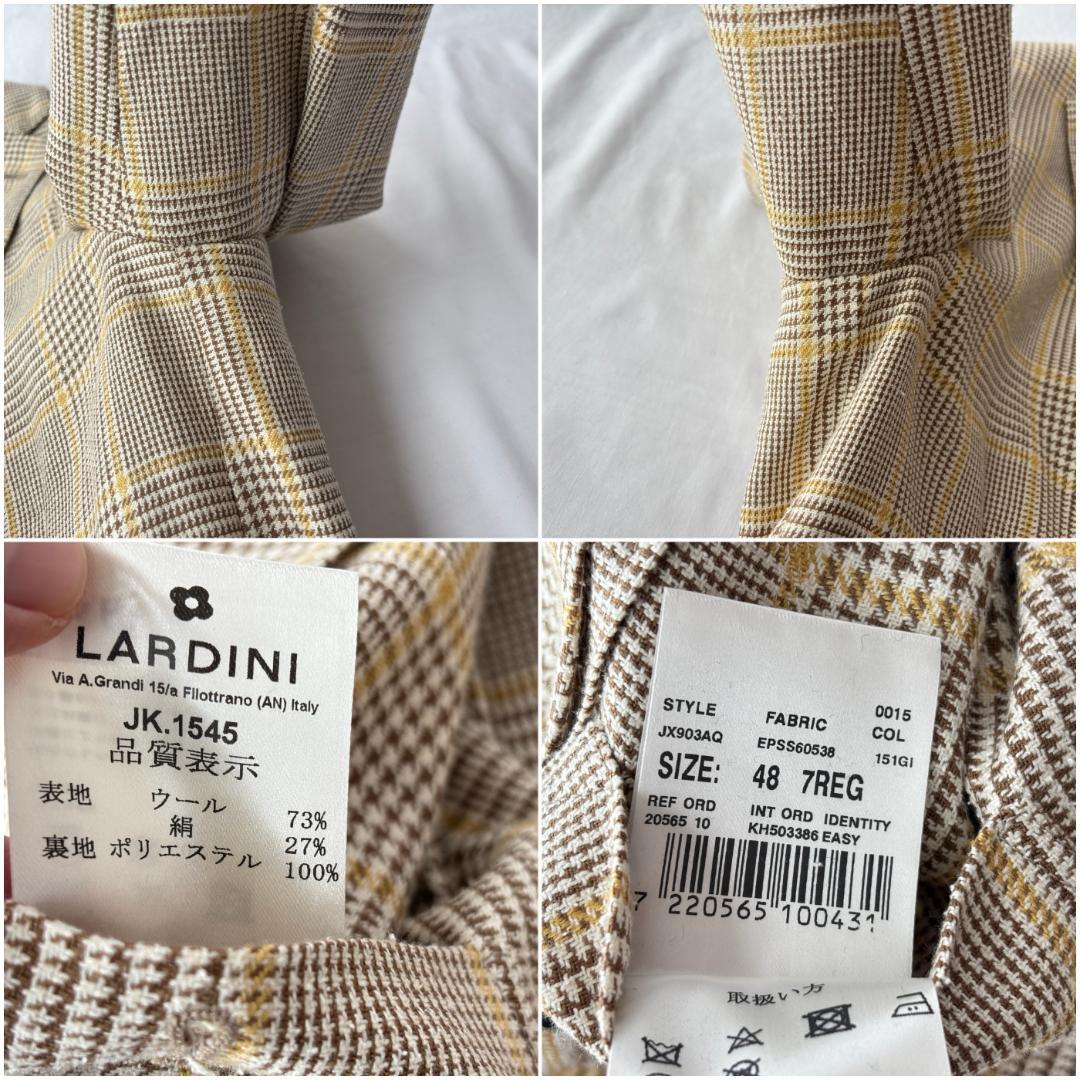 LARDINI
Via A.Grandi 15/a Filottrano (AN) Italy
JK.1545
品質表示
表地 ウール 73%
絹 27%
裏地 ポリエステル 100%
STYLE FABRIC 0015
JX903AQ EPSS60538 COL
151GI
SIZE: 48 7REG
REF ORD INT ORD IDENTITY
20565 10 KH503386 EASY
7 220565 100431
取扱い方